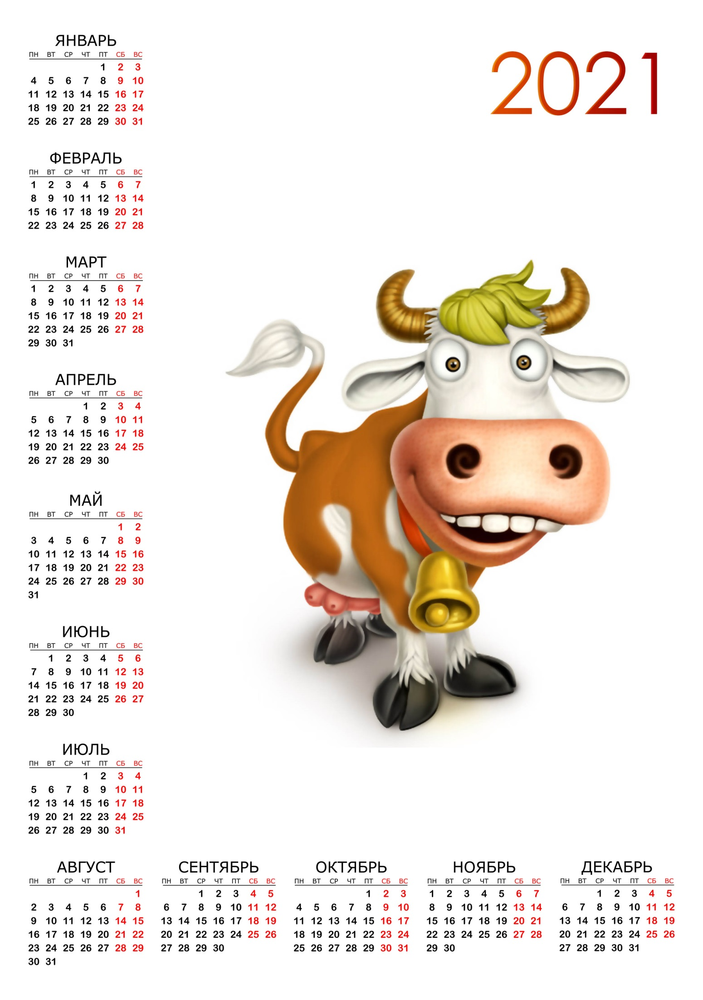 2021
ЯНВАРЬ
ПН ВТ СР ЧТ ПТ СБ ВС
1 2 3
4 5 6 7 8 9 10
11 12 13 14 15 16 17
18 19 20 21 22 23 24
25 26 27 28 29 30 31
ФЕВРАЛЬ
ПН ВТ СР ЧТ ПТ СБ ВС
1 2 3 4 5 6 7
8 9 10 11 12 13 14
15 16 17 18 19 20 21
22 23 24 25 26 27 28
МАРТ
ПН ВТ СР ЧТ ПТ СБ ВС
1 2 3 4 5 6 7
8 9 10 11 12 13 14
15 16 17 18 19 20 21
22 23 24 25 26 27 28
29 30 31
АПРЕЛЬ
ПН ВТ СР ЧТ ПТ СБ ВС
1 2 3 4
5 6 7 8 9 10 11
12 13 14 15 16 17 18
19 20 21 22 23 24 25
26 27 28 29 30
МАЙ
ПН ВТ СР ЧТ ПТ СБ ВС
1 2
3 4 5 6 7 8 9
10 11 12 13 14 15 16
17 18 19 20 21 22 23
24 25 26 27 28 29 30
31
ИЮНЬ
ПН ВТ СР ЧТ ПТ СБ ВС
1 2 3 4 5 6
7 8 9 10 11 12 13
14 15 16 17 18 19 20
21 22 23 24 25 26 27
28 29 30
ИЮЛЬ
ПН ВТ СР ЧТ ПТ СБ ВС
1 2 3 4
5 6 7 8 9 10 11
12 13 14 15 16 17 18
19 20 21 22 23 24 25
26 27 28 29 30 31
АВГУСТ
ПН ВТ СР ЧТ ПТ СБ ВС
1
2 3 4 5 6 7 8
9 10 11 12 13 14 15
16 17 18 19 20 21 22
23 24 25 26 27 28 29
30 31
СЕНТЯБРЬ
ПН ВТ СР ЧТ ПТ СБ ВС
1 2 3 4 5
6 7 8 9 10 11 12
13 14 15 16 17 18 19
20 21 22 23 24 25 26
27 28 29 30
ОКТЯБРЬ
ПН ВТ СР ЧТ ПТ СБ ВС
1 2 3
4 5 6 7 8 9 10
11 12 13 14 15 16 17
18 19 20 21 22 23 24
25 26 27 28 29 30 31
НОЯБРЬ
ПН ВТ СР ЧТ ПТ СБ ВС
1 2 3 4 5 6 7
8 9 10 11 12 13 14
15 16 17 18 19 20 21
22 23 24 25 26 27 28
29 30
ДЕКАБРЬ
ПН ВТ СР ЧТ ПТ СБ ВС
1 2 3 4 5
6 7 8 9 10 11 12
13 14 15 16 17 18 19
20 21 22 23 24 25 26
27 28 29 30 31